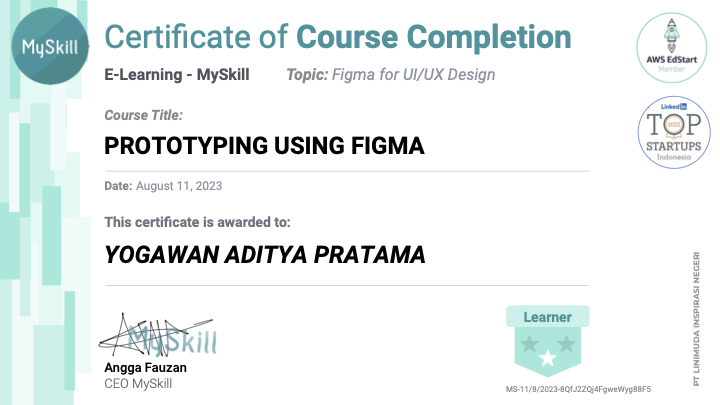 MySkill
Certificate of Course Completion
E-Learning - MySkill
Topic: Figma for UI/UX Design
AWS EdStart
Member
Course Title:
PROTOTYPING USING FIGMA
LinkedIn
TOP
2022
STARTUPS
Indonesia
Date: August 11, 2023
This certificate is awarded to:
YOGAWAN ADITYA PRATAMA
PT LINIMUDA INSPIRASI NEGERI
MySkill
Angga Fauzan
CEO MySkill
Learner
MS-11/8/2023-8QfJ2ZQj4FgweWyg88F5